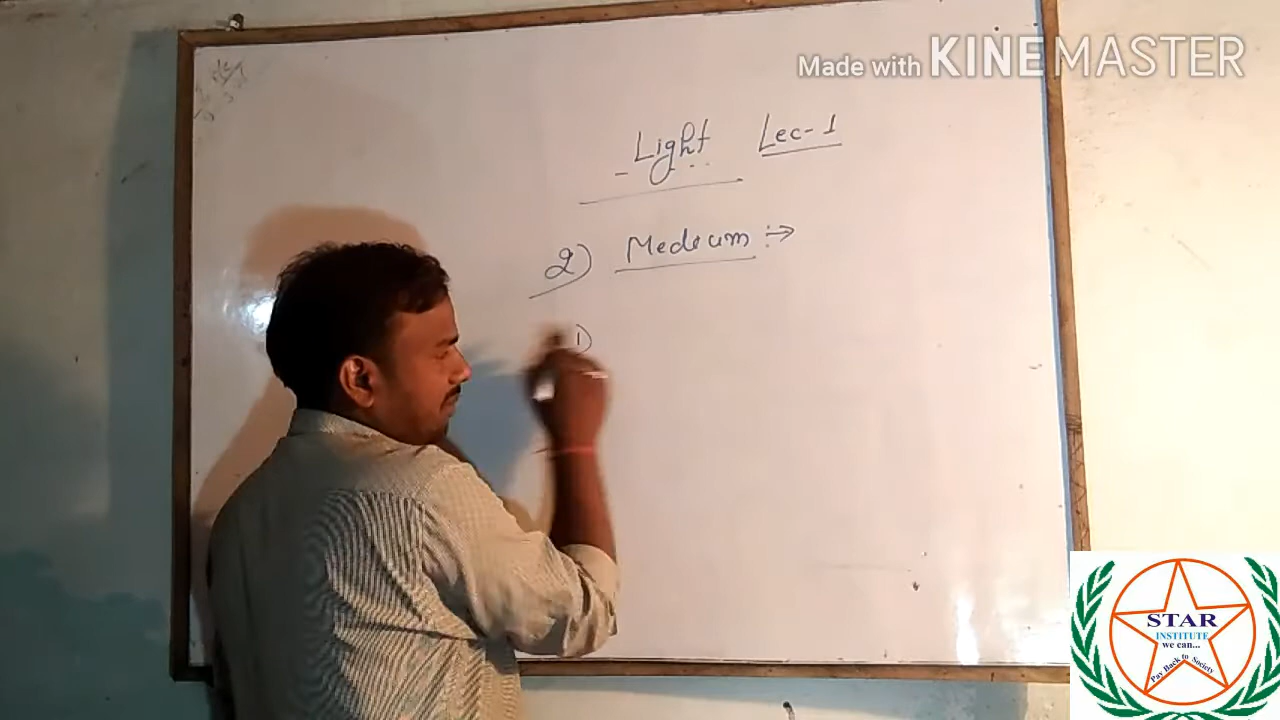 Made with KINEMASTER
Light Lec-1
2) Medium :→
1)
STAR
INSTITUTE
we can...
Pay Back to Society